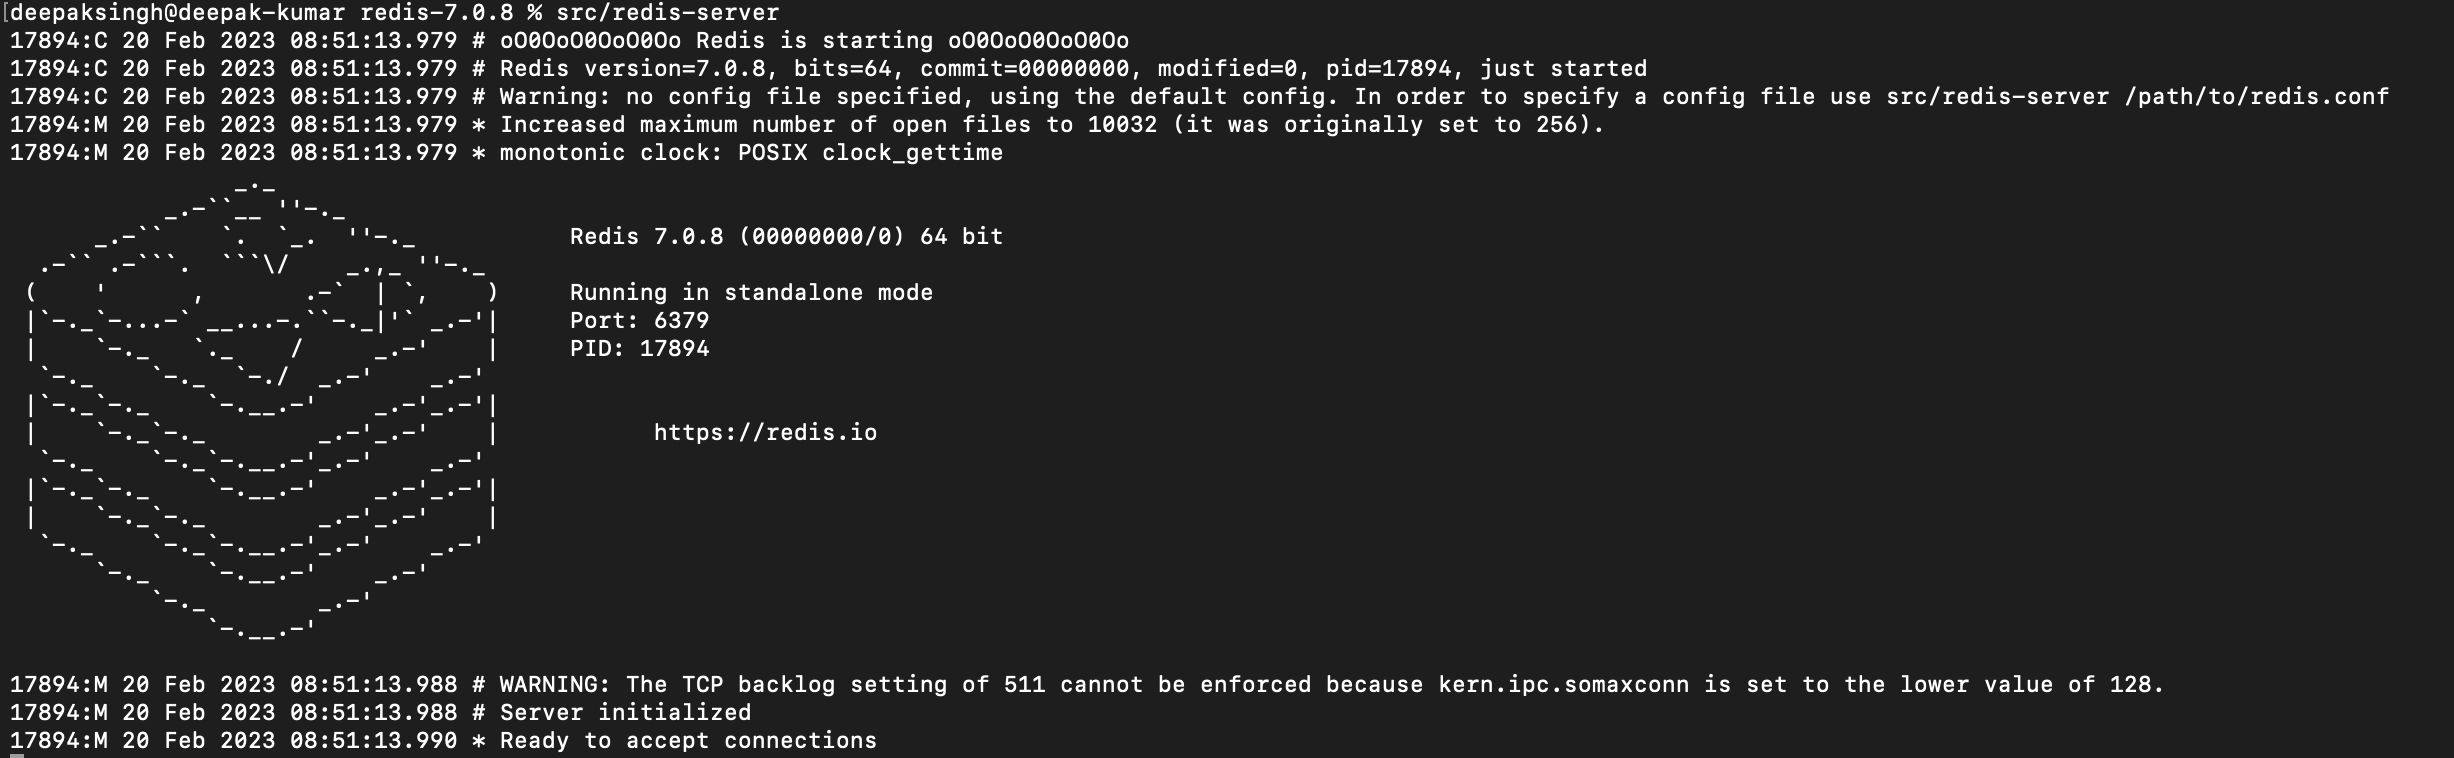 [deepaksingh@deepak-kumar redis-7.0.8 % src/redis-server
17894:C 20 Feb 2023 08:51:13.979 # oO0OoO0OoO0Oo Redis is starting oO0OoO0OoO0Oo
17894:C 20 Feb 2023 08:51:13.979 # Redis version=7.0.8, bits=64, commit=00000000, modified=0, pid=17894, just started
17894:C 20 Feb 2023 08:51:13.979 # Warning: no config file specified, using the default config. In order to specify a config file use src/redis-server /path/to/redis.conf
17894:M 20 Feb 2023 08:51:13.979 * Increased maximum number of open files to 10032 (it was originally set to 256).
17894:M 20 Feb 2023 08:51:13.979 * monotonic clock: POSIX clock_gettime
Redis 7.0.8 (00000000/0) 64 bit
Running in standalone mode
Port: 6379
PID: 17894
https://redis.io
17894:M 20 Feb 2023 08:51:13.988 # WARNING: The TCP backlog setting of 511 cannot be enforced because kern.ipc.somaxconn is set to the lower value of 128.
17894:M 20 Feb 2023 08:51:13.988 # Server initialized
17894:M 20 Feb 2023 08:51:13.990 * Ready to accept connections